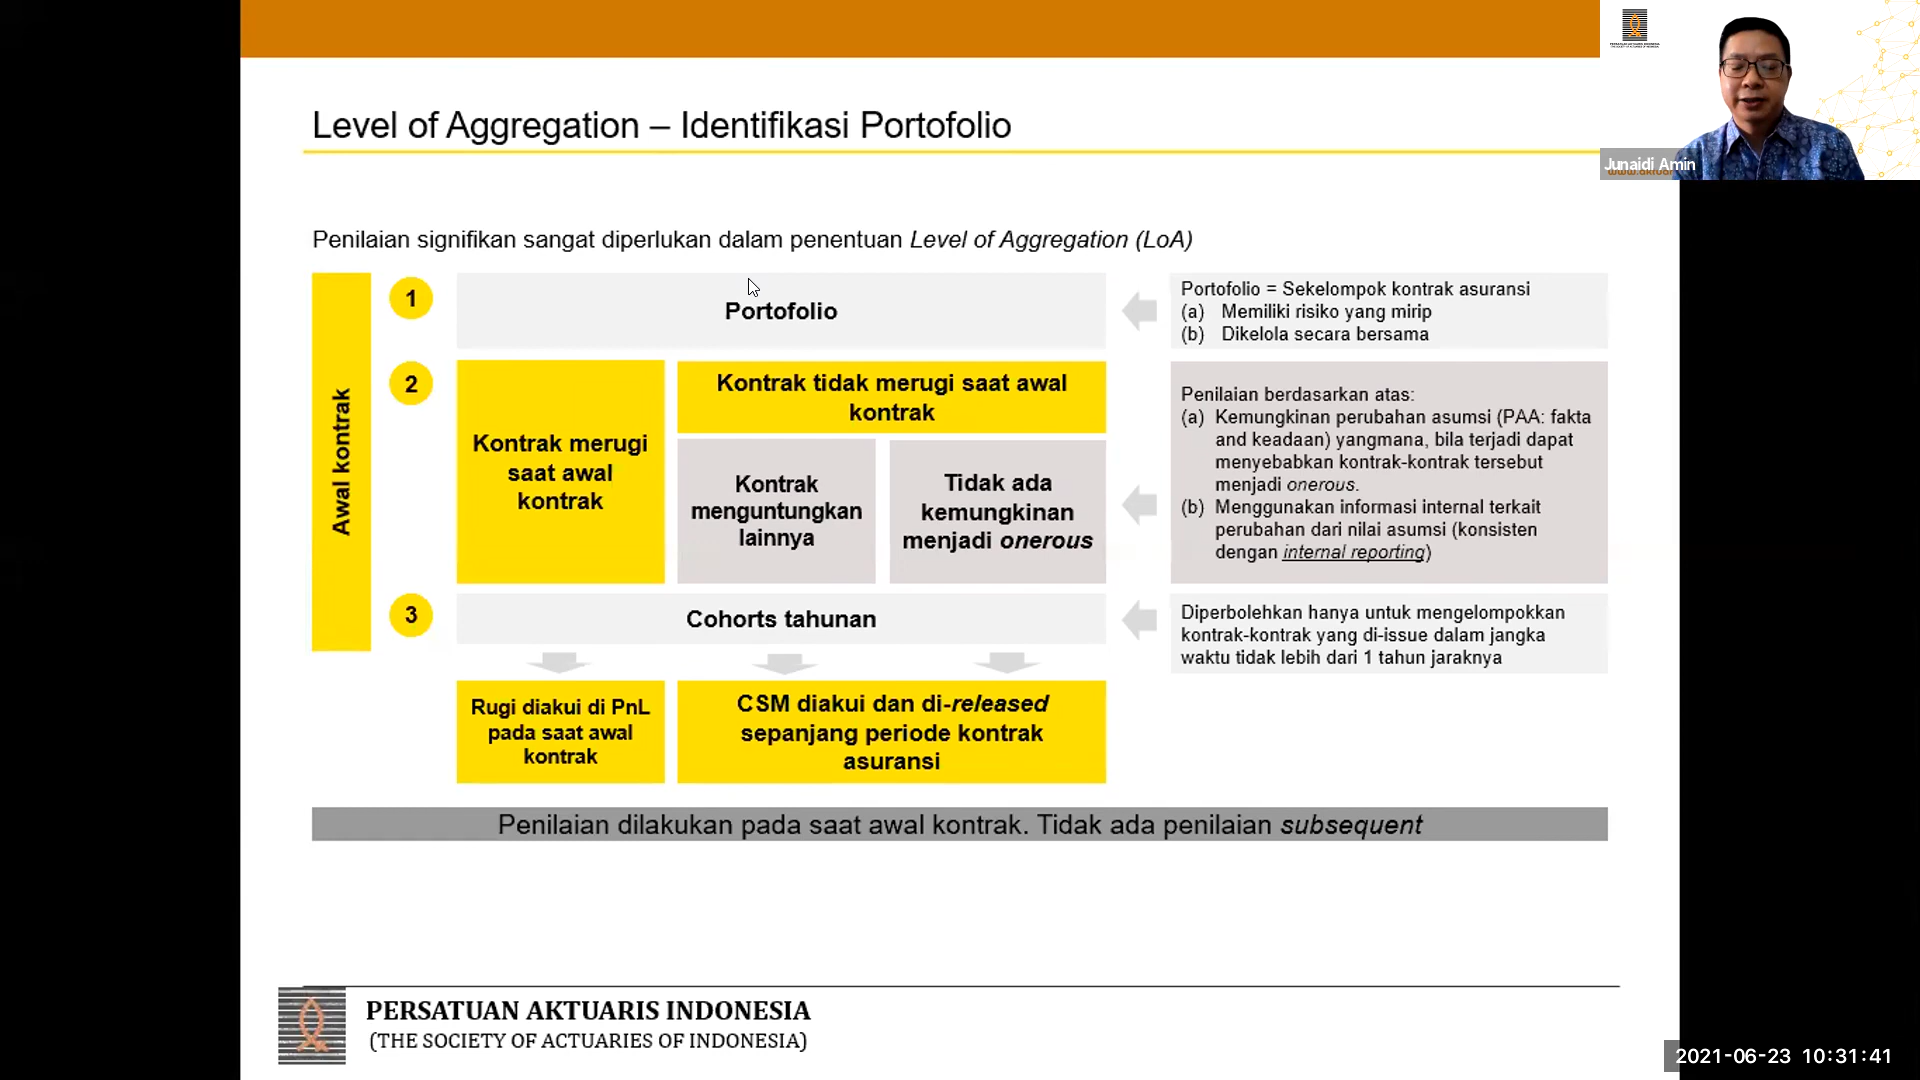 Level of Aggregation – Identifikasi Portofolio
Junaidi Amin
Penilaian signifikan sangat diperlukan dalam penentuan Level of Aggregation (LoA)
Awal kontrak
1
Portofolio
Portofolio = Sekelompok kontrak asuransi
(a) Memiliki risiko yang mirip
(b) Dikelola secara bersama
2
Kontrak merugi
saat awal
kontrak
Kontrak tidak merugi saat awal
kontrak
Kontrak
menguntungkan
lainnya
Tidak ada
kemungkinan
menjadi onerous
Penilaian berdasarkan atas:
(a) Kemungkinan perubahan asumsi (PAA: fakta
and keadaan) yangmana, bila terjadi dapat
menyebabkan kontrak-kontrak tersebut
menjadi onerous.
(b) Menggunakan informasi internal terkait
perubahan dari nilai asumsi (konsisten
dengan internal reporting)
3
Cohorts tahunan
Diperbolehkan hanya untuk mengelompokkan
kontrak-kontrak yang di-issue dalam jangka
waktu tidak lebih dari 1 tahun jaraknya
Rugi diakui di PnL
pada saat awal
kontrak
CSM diakui dan di-released
sepanjang periode kontrak
asuransi
Penilaian dilakukan pada saat awal kontrak. Tidak ada penilaian subsequent
PERSATUAN AKTUARIS INDONESIA
(THE SOCIETY OF ACTUARIES OF INDONESIA)
2021-06-23 10:31:41